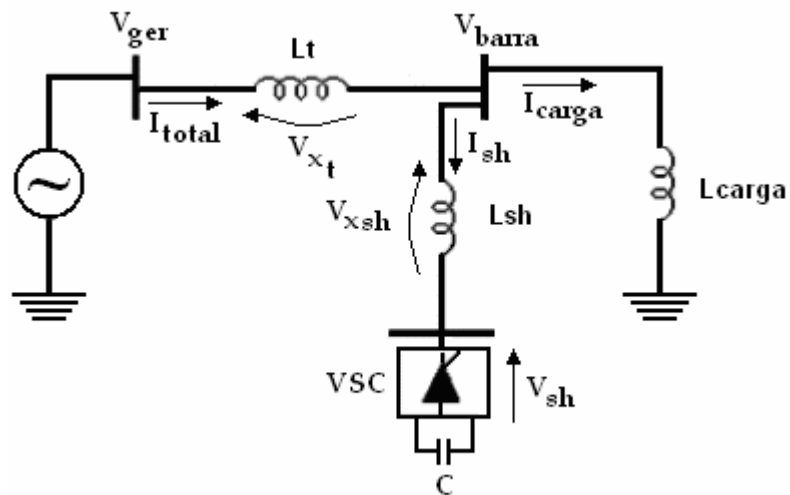 Vger
Lt
Vbarra
Itotal
Vxt
Icarga
Ish
Vxsh
Lsh
Lcarga
VSC
Vsh
C